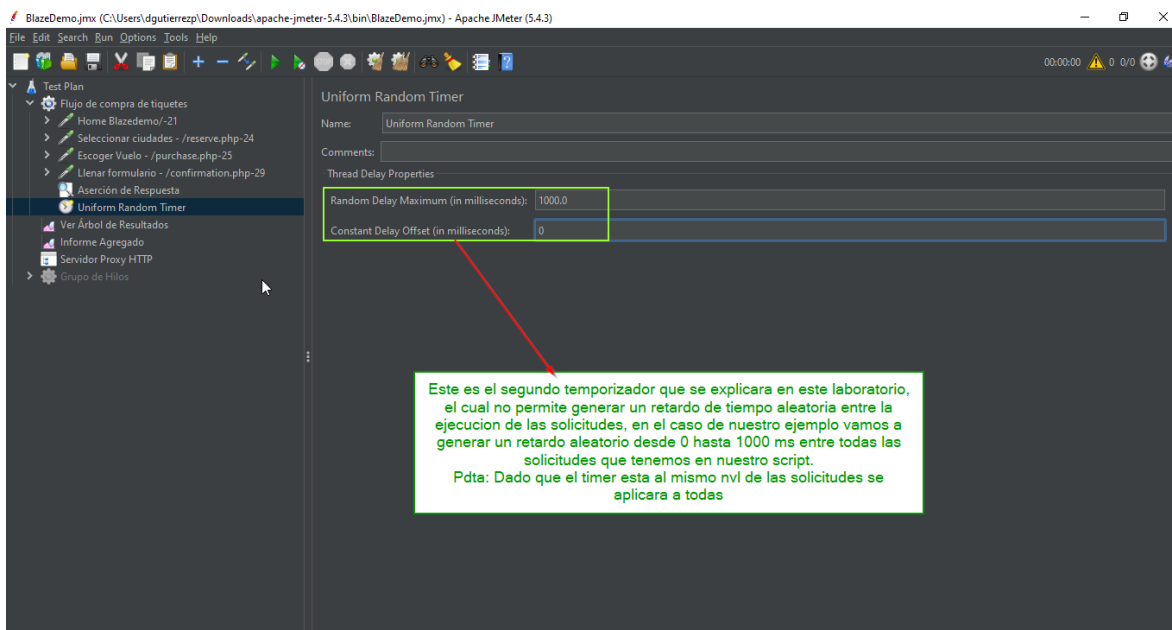 BlazeDemo.jmx (C:\Users\dgutierrezp\Downloads\apache-jmeter-5.4.3\bin\BlazeDemo.jmx) - Apache JMeter (5.4.3)
File Edit Search Run Options Tools Help
00:00:00 0 0/0
Test Plan
Flujo de compra de tiquetes
Home Blazedemo/-21
Seleccionar ciudades - /reserve.php-24
Escoger Vuelo - /purchase.php-25
Llenar formulario - /confirmation.php-29
Aserción de Respuesta
Uniform Random Timer
Ver Árbol de Resultados
Informe Agregado
Servidor Proxy HTTP
Grupo de Hilos
Uniform Random Timer
Name: Uniform Random Timer
Comments:
Thread Delay Properties
Random Delay Maximum (in milliseconds): 1000.0
Constant Delay Offset (in milliseconds): 0
Este es el segundo temporizador que se explicara en este laboratorio,
el cual no permite generar un retardo de tiempo aleatoria entre la
ejecucion de las solicitudes, en el caso de nuestro ejemplo vamos a
generar un retardo aleatorio desde 0 hasta 1000 ms entre todas las
solicitudes que tenemos en nuestro script.
Pdta: Dado que el timer esta al mismo nvl de las solicitudes se
aplicara a todas